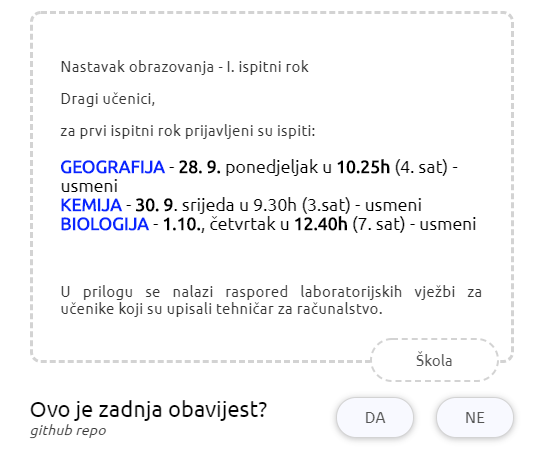 Nastavak obrazovanja - I. ispitni rok
Dragi učenici,
za prvi ispitni rok prijavljeni su ispiti:
GEOGRAFIJA - 28. 9. ponedjeljak u 10.25h (4. sat) -
usmeni
KEMIJA - 30. 9. srijeda u 9.30h (3.sat) - usmeni
BIOLOGIJA - 1.10., četvrtak u 12.40h (7. sat) - usmeni
U prilogu se nalazi raspored laboratorijskih vježbi za
učenike koji su upisali tehničar za računalstvo.
Škola
Ovo je zadnja obavijest?
github repo
DA
NE